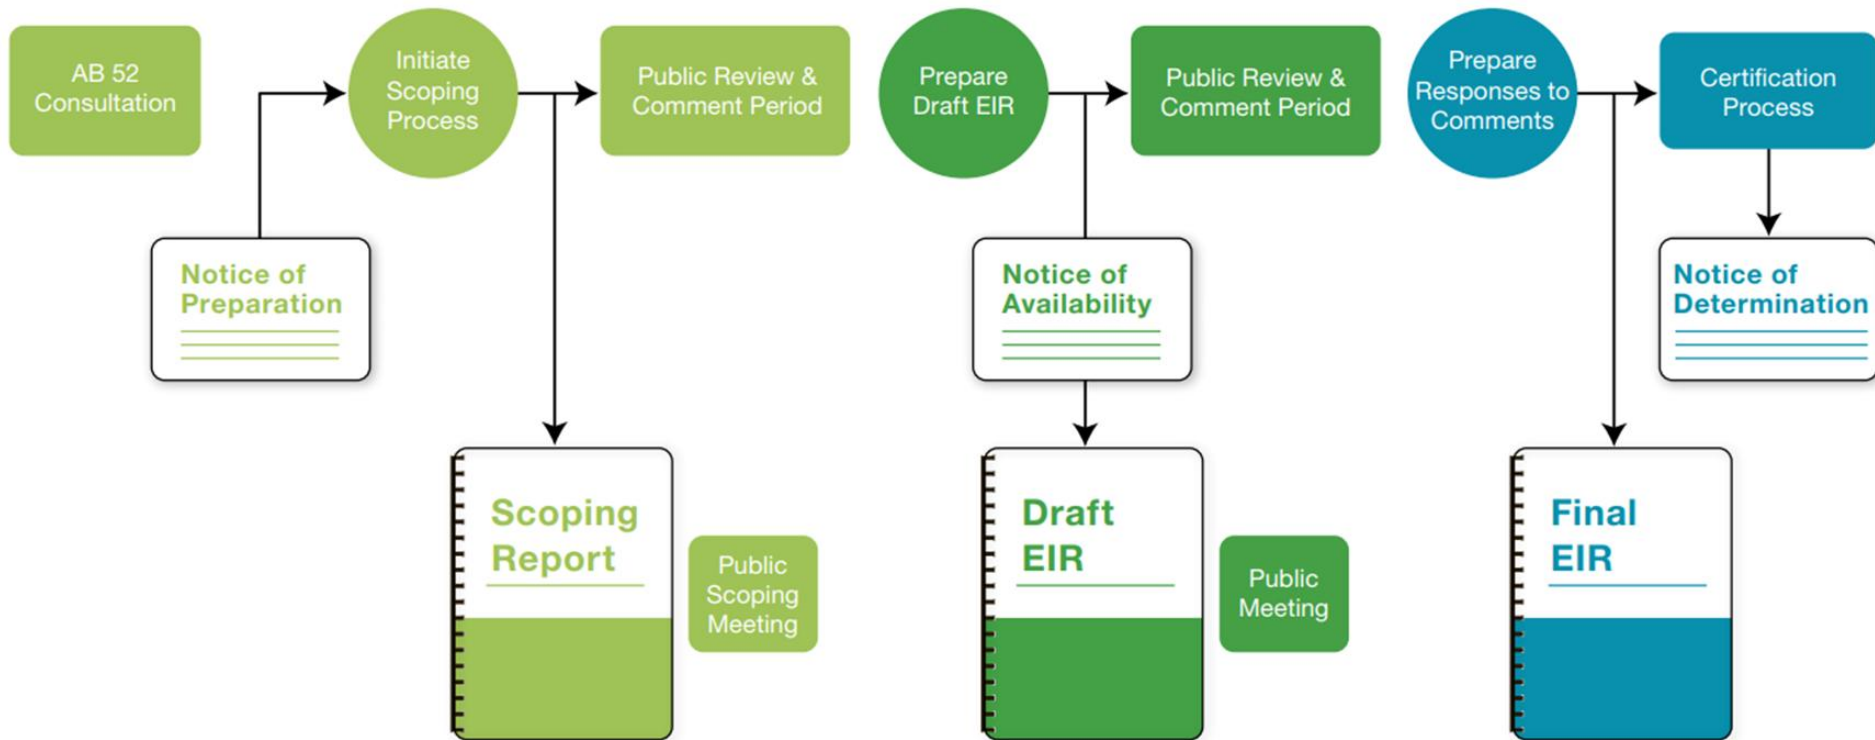 AB 52
Consultation
Initiate
Scoping
Process
Public Review &
Comment Period
Prepare
Draft EIR
Public Review &
Comment Period
Prepare
Responses to
Comments
Certification
Process
Notice of
Preparation
Notice of
Availability
Notice of
Determination
Scoping
Report
Public
Scoping
Meeting
Draft
EIR
Public
Meeting
Final
EIR